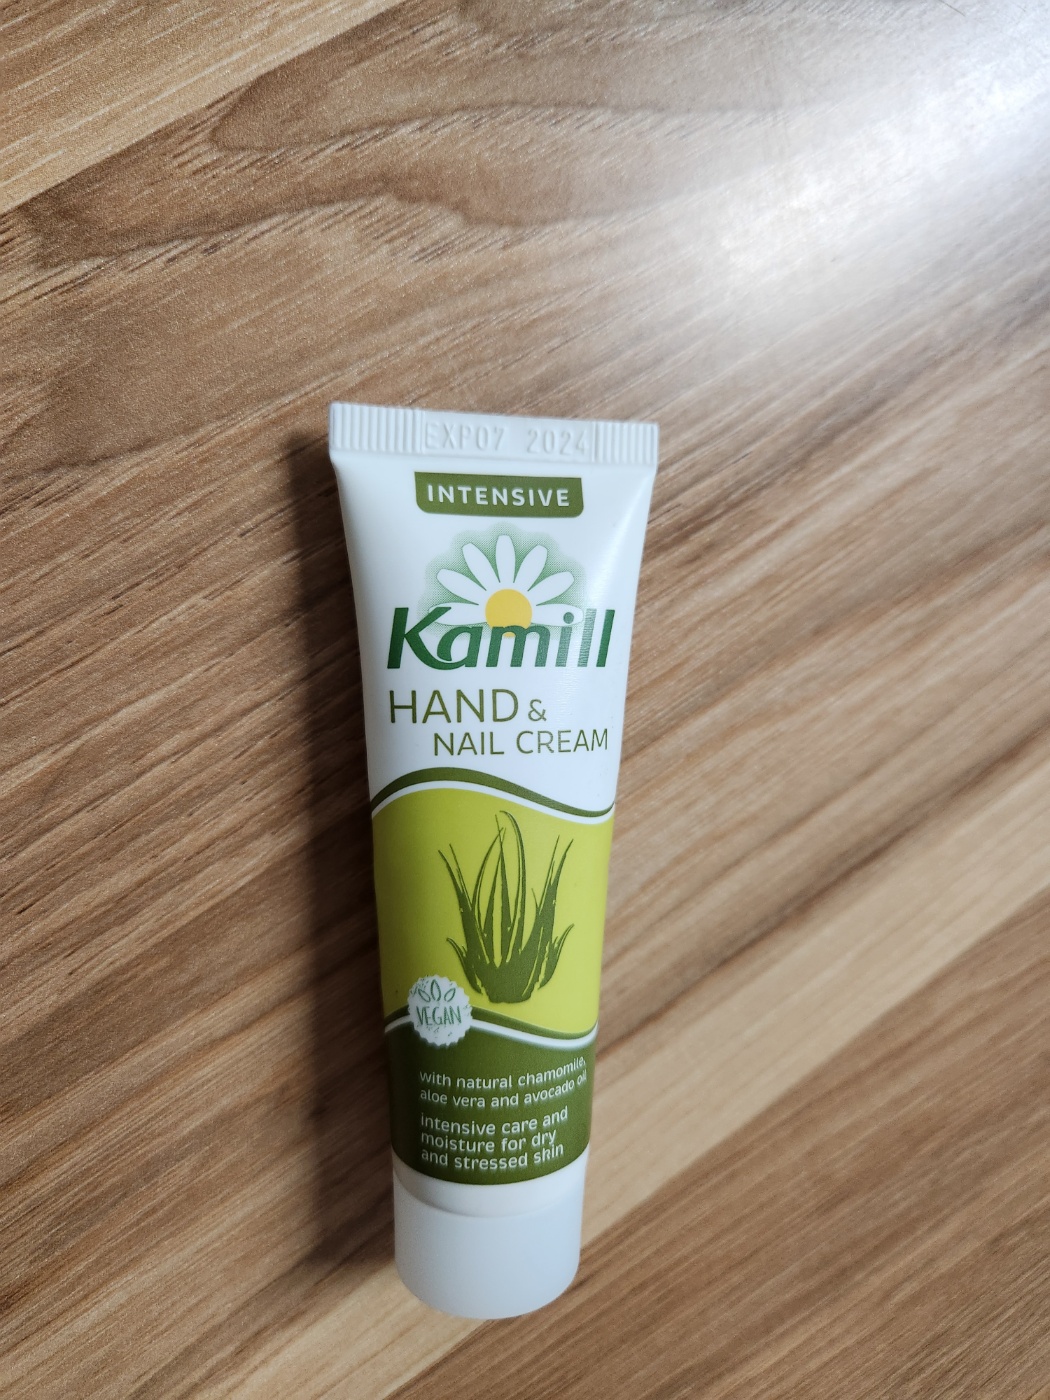 EXP07 2024
INTENSIVE
Kamill
HAND &
NAIL CREAM
VEGAN
with natural chamomile,
aloe vera and avocado oil
intensive care and
moisture for dry
and stressed skin